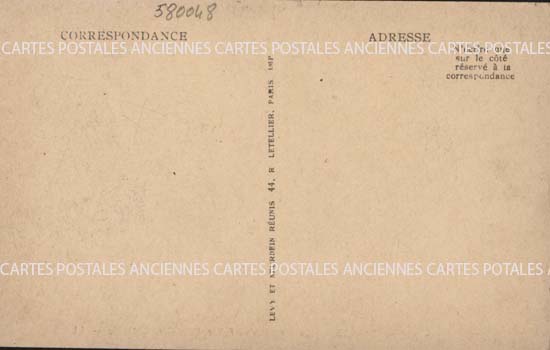 580048
CORRESPONDANCE
ADRESSE
sur le côté
réservé à la
correspondance
CARTES POSTALES ANCIENNES CARTES POSTALES ANCIENNES CARTES POSTALES
LEVY ET NEURDEIN RÉUNIS 44, R LETELLIER, PARIS IMP
CARTES POSTALES ANCIENNES CARTES POSTALES ANCIENNES CARTES POTALES